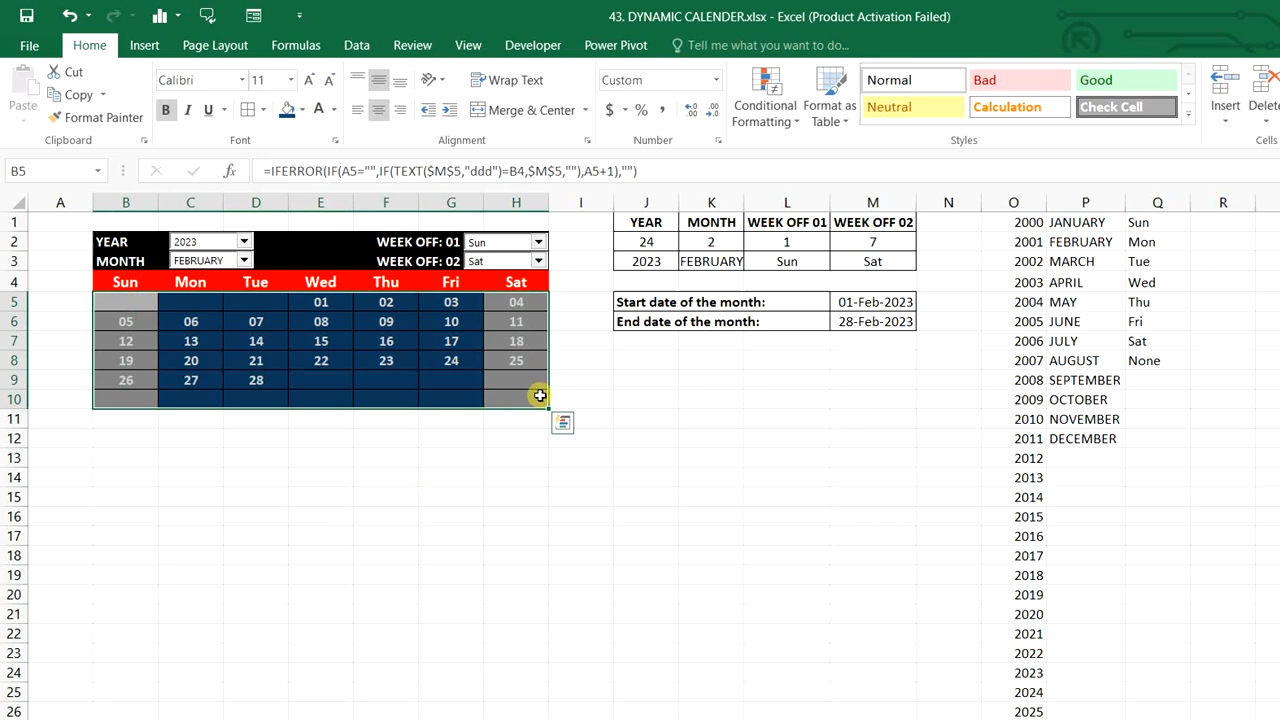 43. DYNAMIC CALENDER.xlsx - Excel (Product Activation Failed)
File Home Insert Page Layout Formulas Data Review View Developer Power Pivot Tell me what you want to do...
Cut Calibri 11 A A Wrap Text Custom Normal Bad Good
Paste Copy B I U A Merge & Center $ % , Conditional Formatting Format as Table Neutral Calculation Check Cell Insert Delet
Format Painter
Clipboard Font Alignment Number Styles Cells
B5 fx =IFERROR(IF(A5="",IF(TEXT($M$5,"ddd")=B4,$M$5,""),A5+1),"")
A B C D E F G H I J K L M N O P Q R
1 YEAR MONTH WEEK OFF 01 WEEK OFF 02 2000 JANUARY Sun
2 YEAR 2023 WEEK OFF: 01 Sun 24 2 1 7 2001 FEBRUARY Mon
3 MONTH FEBRUARY WEEK OFF: 02 Sat 2023 FEBRUARY Sun Sat 2002 MARCH Tue
4 Sun Mon Tue Wed Thu Fri Sat 2003 APRIL Wed
5 01 02 03 04 Start date of the month: 01-Feb-2023 2004 MAY Thu
6 05 06 07 08 09 10 11 End date of the month: 28-Feb-2023 2005 JUNE Fri
7 12 13 14 15 16 17 18 2006 JULY Sat
8 19 20 21 22 23 24 25 2007 AUGUST None
9 26 27 28 2008 SEPTEMBER
10 2009 OCTOBER
11 2010 NOVEMBER
12 2011 DECEMBER
13 2012
14 2013
15 2014
16 2015
17 2016
18 2017
19 2018
20 2019
21 2020
22 2021
23 2022
24 2023
25 2024
26 2025